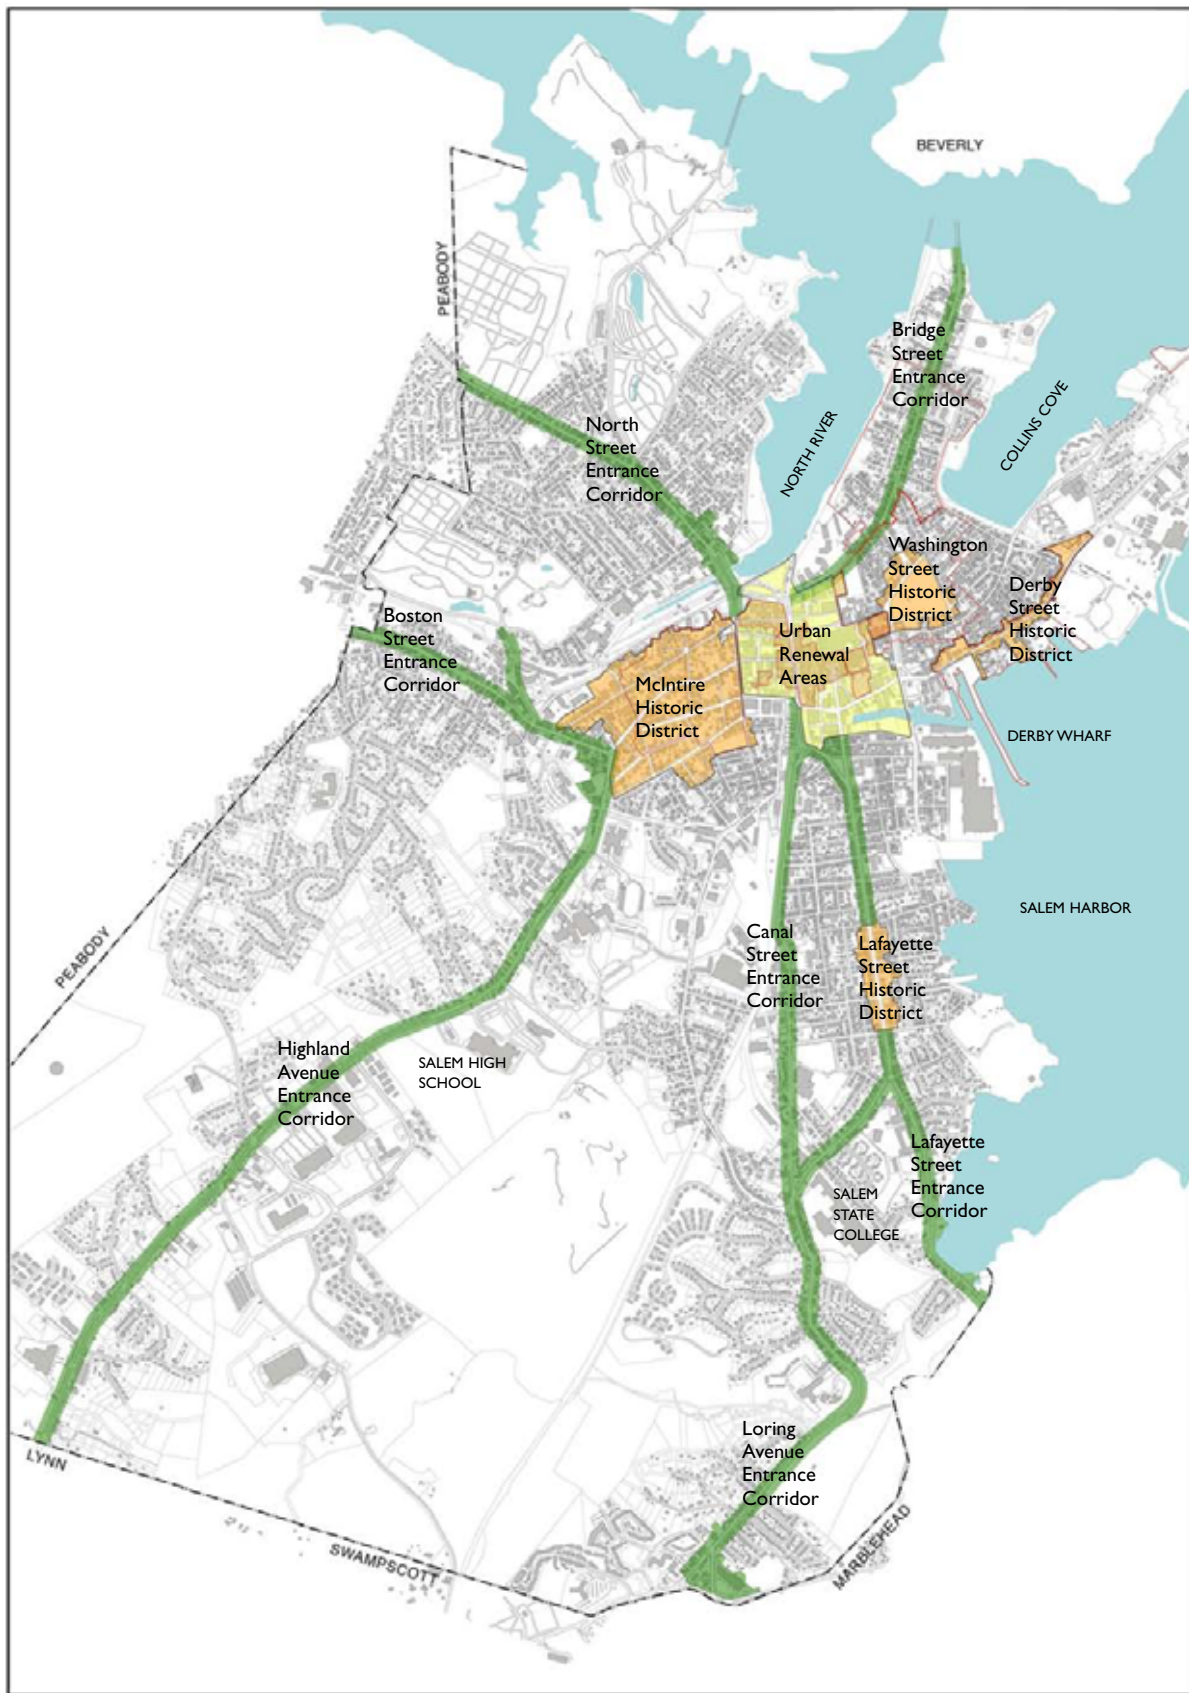 BEVERLY
PEABODY
Bridge
Street
Entrance
Corridor
North
Street
Entrance
Corridor
NORTH RIVER
COLLINS COVE
Washington
Street
Historic
District
Derby
Street
Historic
District
Boston
Street
Entrance
Corridor
Urban
Renewal
Areas
McIntire
Historic
District
DERBY WHARF
SALEM HARBOR
PEABODY
Canal
Street
Entrance
Corridor
Lafayette
Street
Historic
District
Highland
Avenue
Entrance
Corridor
SALEM HIGH
SCHOOL
Lafayette
Street
Entrance
Corridor
SALEM
STATE
COLLEGE
Loring
Avenue
Entrance
Corridor
LYNN
SWAMPSCOTT
MARBLEHEAD